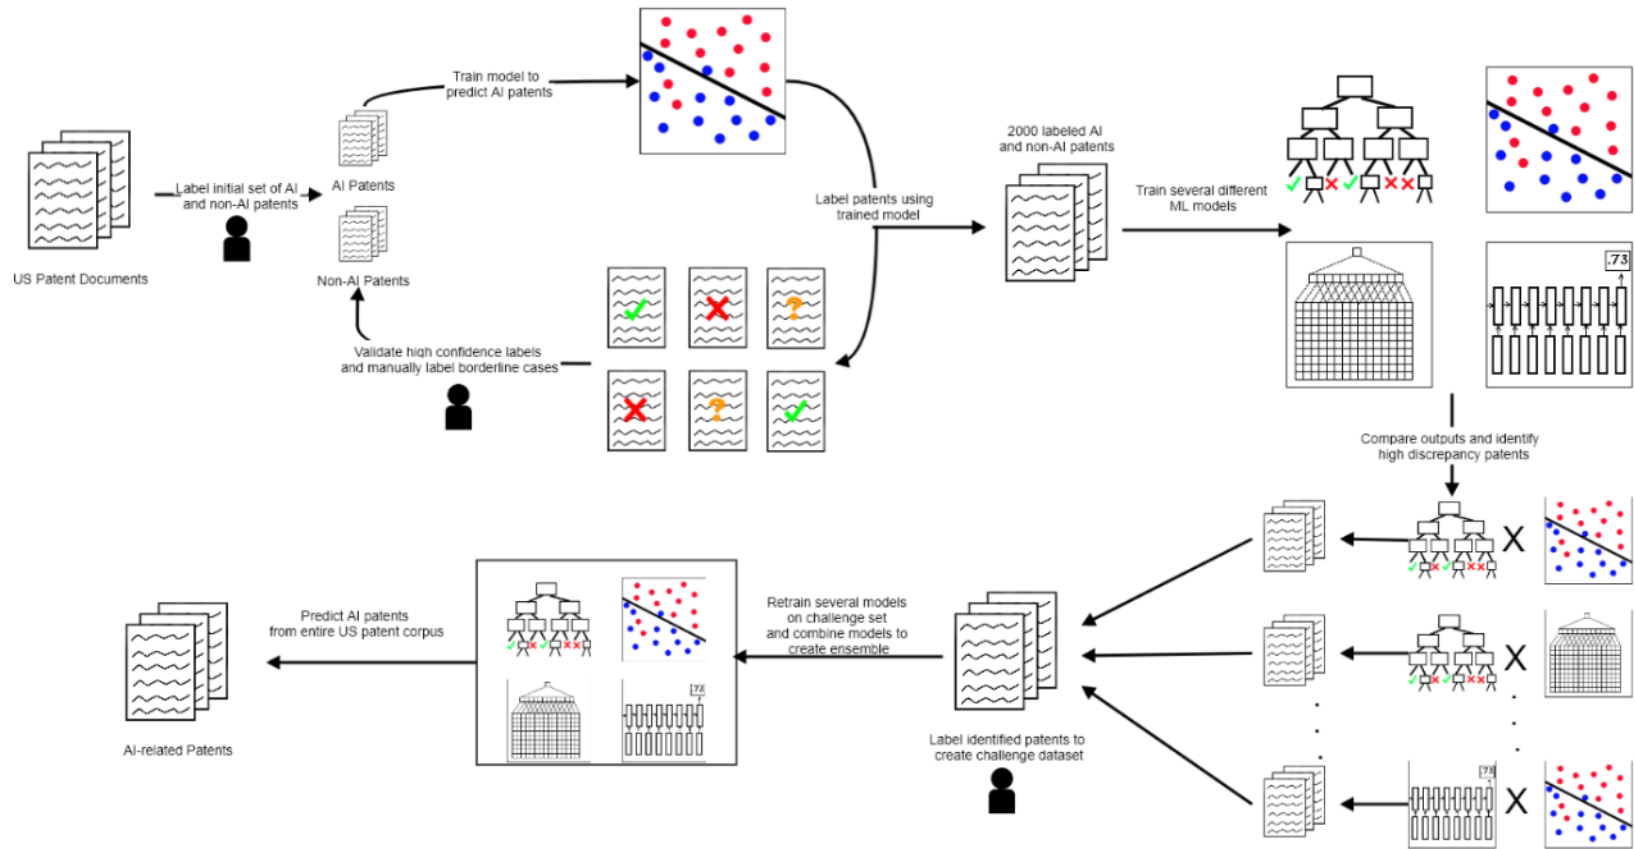 Train model to
predict AI patents
2000 labeled AI
and non-AI patents
Label initial set of AI
and non-AI patents
AI Patents
US Patent Documents
Non-AI Patents
Label patents using
trained model
Train several different
ML models
.73
?
Validate high confidence labels
and manually label borderline cases
?
Compare outputs and identify
high discrepancy patents
X
Predict AI patents
from entire US patent corpus
Retrain several models
on challenge set
and combine models to
create ensemble
X
.73
AI-related Patents
Label identified patents to
create challenge dataset
.73
X